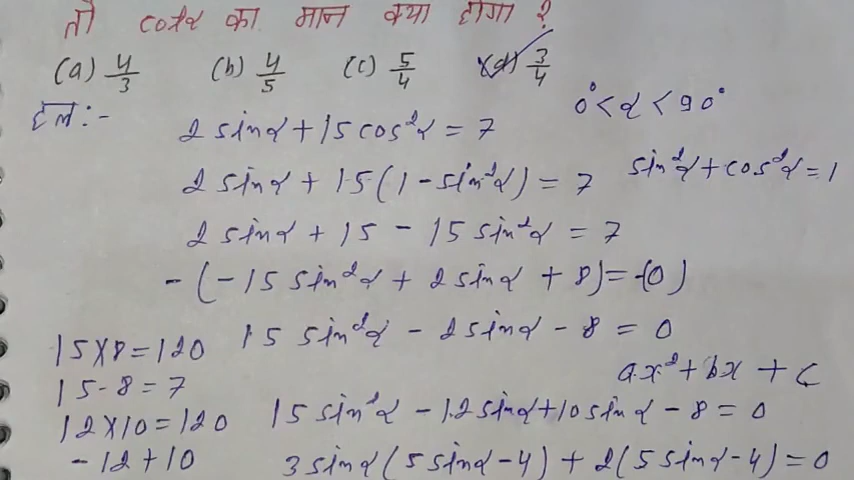 तो cotα का मान क्या होगा ?
(a) 4/3 (b) 4/5 (c) 5/4 (d) 3/4
हल :-
0° < α < 90°
2 sinα + 15 cos²α = 7
2 sinα + 15(1 - sin²α) = 7
sin²α + cos²α = 1
2 sinα + 15 - 15 sin²α = 7
-(-15 sin²α + 2 sinα + 8) = -(0)
15 sin²α - 2 sinα - 8 = 0
15×8 = 120
ax² + bx + c
15 - 8 = 7
15 sin²α - 12 sinα + 10 sinα - 8 = 0
12×10 = 120
- 12 + 10
3 sinα (5 sinα - 4) + 2(5 sinα - 4) = 0